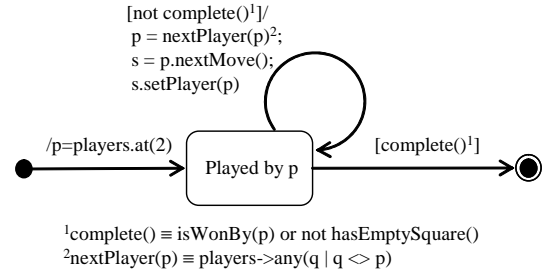 [not complete()¹]/
p = nextPlayer(p)²;
s = p.nextMove();
s.setPlayer(p)
/p=players.at(2)
Played by p
[complete()¹]
¹complete() ≡ isWonBy(p) or not hasEmptySquare()
²nextPlayer(p) ≡ players->any(q | q <> p)